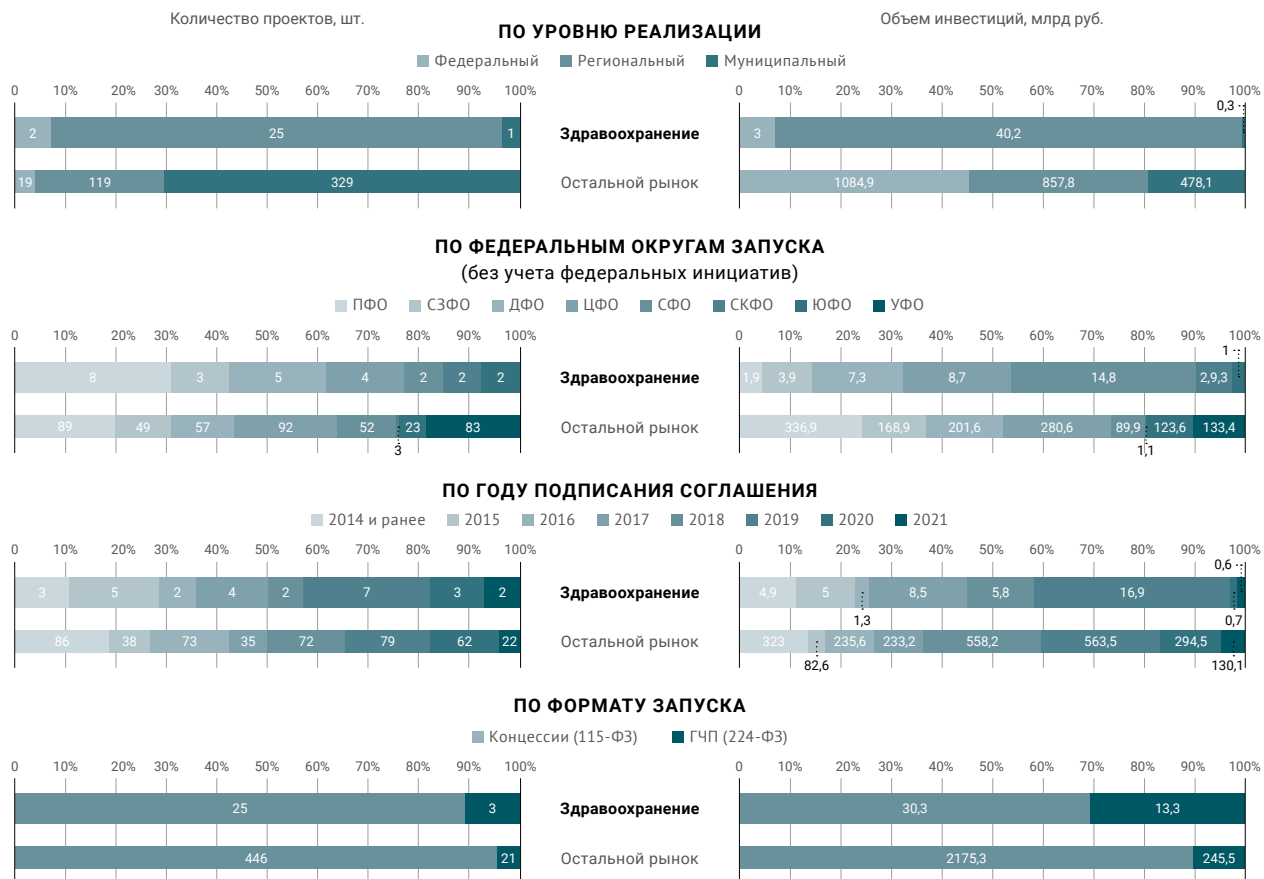 Количество проектов, шт.
Объем инвестиций, млрд руб.
ПО УРОВНЮ РЕАЛИЗАЦИИ
Федеральный Региональный Муниципальный
0 10% 20% 30% 40% 50% 60% 70% 80% 90% 100%
0 10% 20% 30% 40% 50% 60% 70% 80% 90% 100%
0,3
2 25 1 Здравоохранение 3 40,2
19 119 329 Остальной рынок 1084,9 857,8 478,1
ПО ФЕДЕРАЛЬНЫМ ОКРУГАМ ЗАПУСКА
(без учета федеральных инициатив)
ПФО СЗФО ДФО ЦФО СФО СКФО ЮФО УФО
0 10% 20% 30% 40% 50% 60% 70% 80% 90% 100%
0 10% 20% 30% 40% 50% 60% 70% 80% 90% 100%
1
8 3 5 4 2 2 2 Здравоохранение 1,9 3,9 7,3 8,7 14,8 2,9,3
89 49 57 92 52 23 83 Остальной рынок 336,9 168,9 201,6 280,6 89,9 123,6 133,4
3 1,1
ПО ГОДУ ПОДПИСАНИЯ СОГЛАШЕНИЯ
2014 и ранее 2015 2016 2017 2018 2019 2020 2021
0 10% 20% 30% 40% 50% 60% 70% 80% 90% 100%
0 10% 20% 30% 40% 50% 60% 70% 80% 90% 100%
0,6
3 5 2 4 2 7 3 2 Здравоохранение 4,9 5 8,5 5,8 16,9
1,3 0,7
86 38 73 35 72 79 62 22 Остальной рынок 323 235,6 233,2 558,2 563,5 294,5
82,6 130,1
ПО ФОРМАТУ ЗАПУСКА
Концессии (115-ФЗ) ГЧП (224-ФЗ)
0 10% 20% 30% 40% 50% 60% 70% 80% 90% 100%
0 10% 20% 30% 40% 50% 60% 70% 80% 90% 100%
25 3 Здравоохранение 30,3 13,3
446 21 Остальной рынок 2175,3 245,5